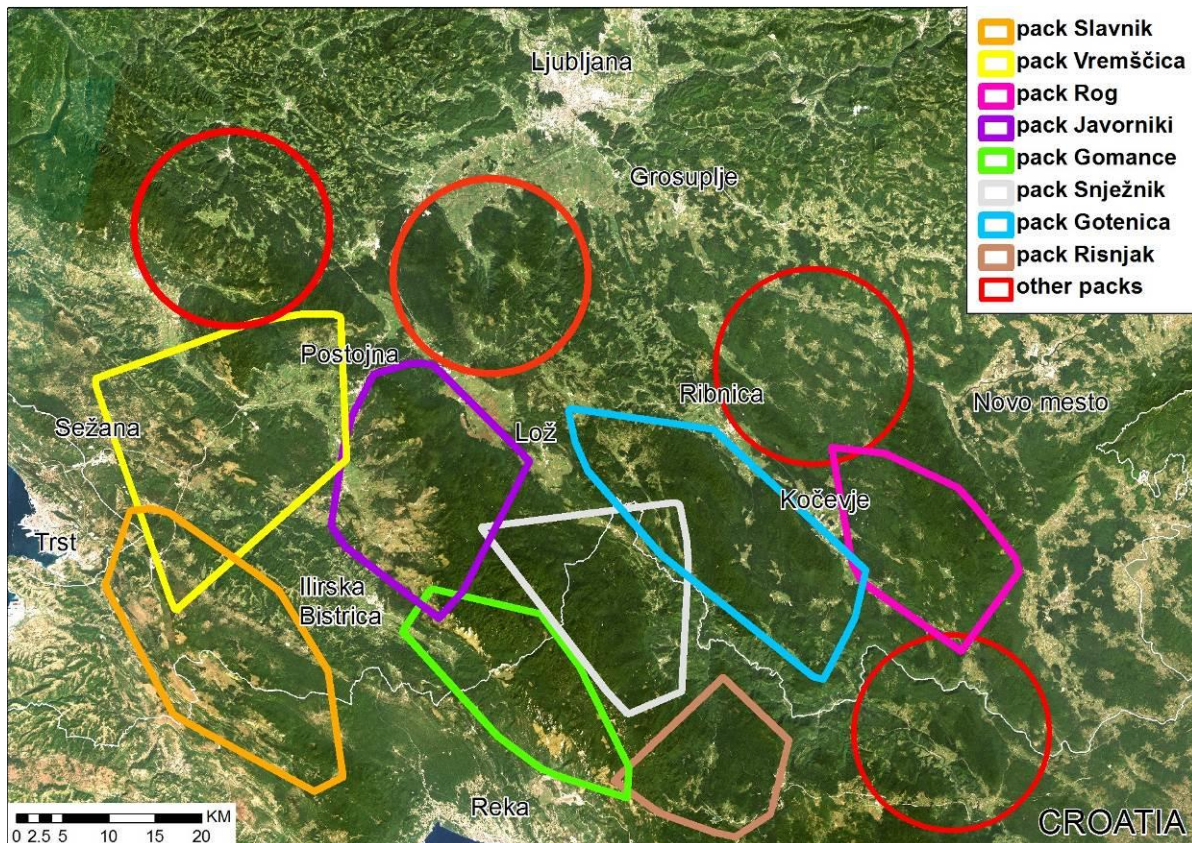 pack Slavnik
pack Vremščica
pack Rog
pack Javorniki
pack Gomance
pack Snježnik
pack Gotenica
pack Risnjak
other packs
Ljubljana
Grosuplje
Postojna
Ribnica
Novo mesto
Sežana
Lož
Kočevje
Trst
Ilirska
Bistrica
Reka
CROATIA
0 2.5 5 10 15 20 KM